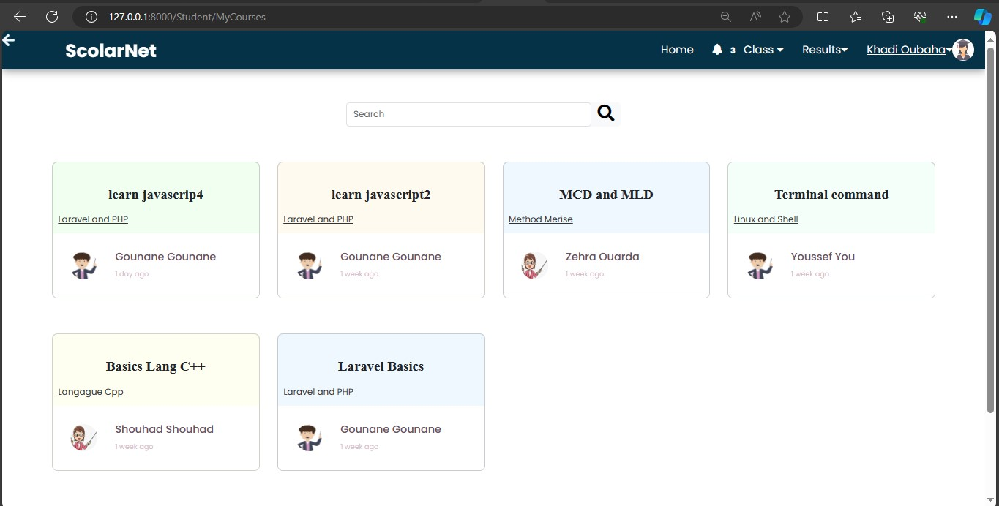 127.0.0.1:8000/Student/MyCourses
ScolarNet
Home 3 Class Results Khadi Oubaha
Search
learn javascrip4
Laravel and PHP
Gounane Gounane
1 day ago
learn javascript2
Laravel and PHP
Gounane Gounane
1 week ago
MCD and MLD
Method Merise
Zehra Ouarda
1 week ago
Terminal command
Linux and Shell
Youssef You
1 week ago
Basics Lang C++
Langague Cpp
Shouhad Shouhad
1 week ago
Laravel Basics
Laravel and PHP
Gounane Gounane
1 week ago